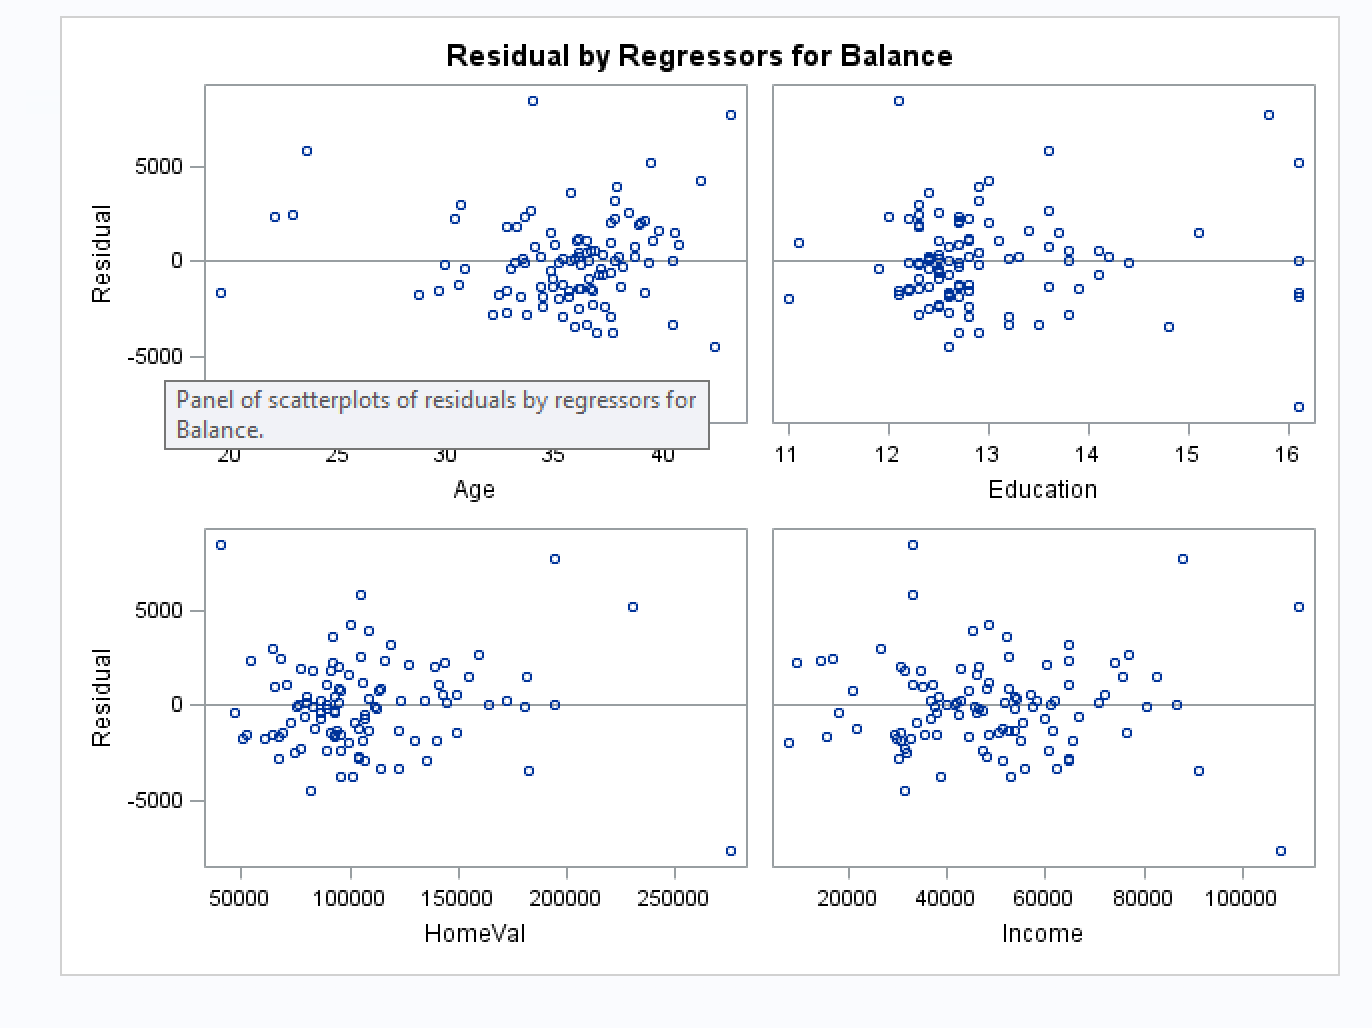 Residual by Regressors for Balance
Residual
5000
0
-5000
Panel of scatterplots of residuals by regressors for
Balance.
20 25 30 35 40
Age
11 12 13 14 15 16
Education
Residual
5000
0
-5000
50000 100000 150000 200000 250000
HomeVal
20000 40000 60000 80000 100000
Income